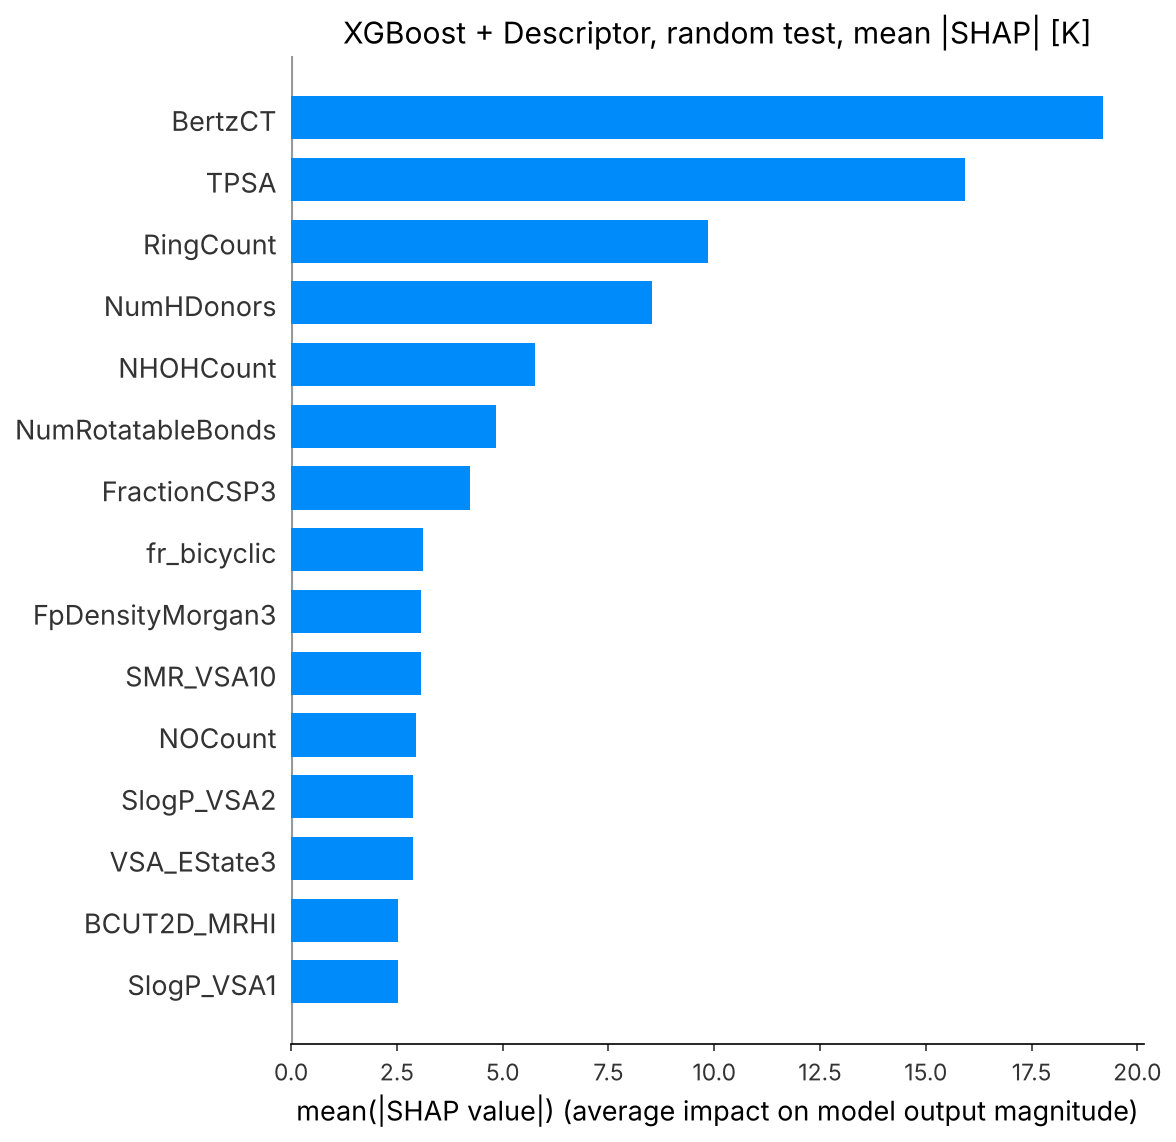 XGBoost + Descriptor, random test, mean |SHAP| [K]
BertzCT
TPSA
RingCount
NumHDonors
NHOHCount
NumRotatableBonds
FractionCSP3
fr_bicyclic
FpDensityMorgan3
SMR_VSA10
NOCount
SlogP_VSA2
VSA_EState3
BCUT2D_MRHI
SlogP_VSA1
0.0 2.5 5.0 7.5 10.0 12.5 15.0 17.5 20.0
mean(|SHAP value|) (average impact on model output magnitude)